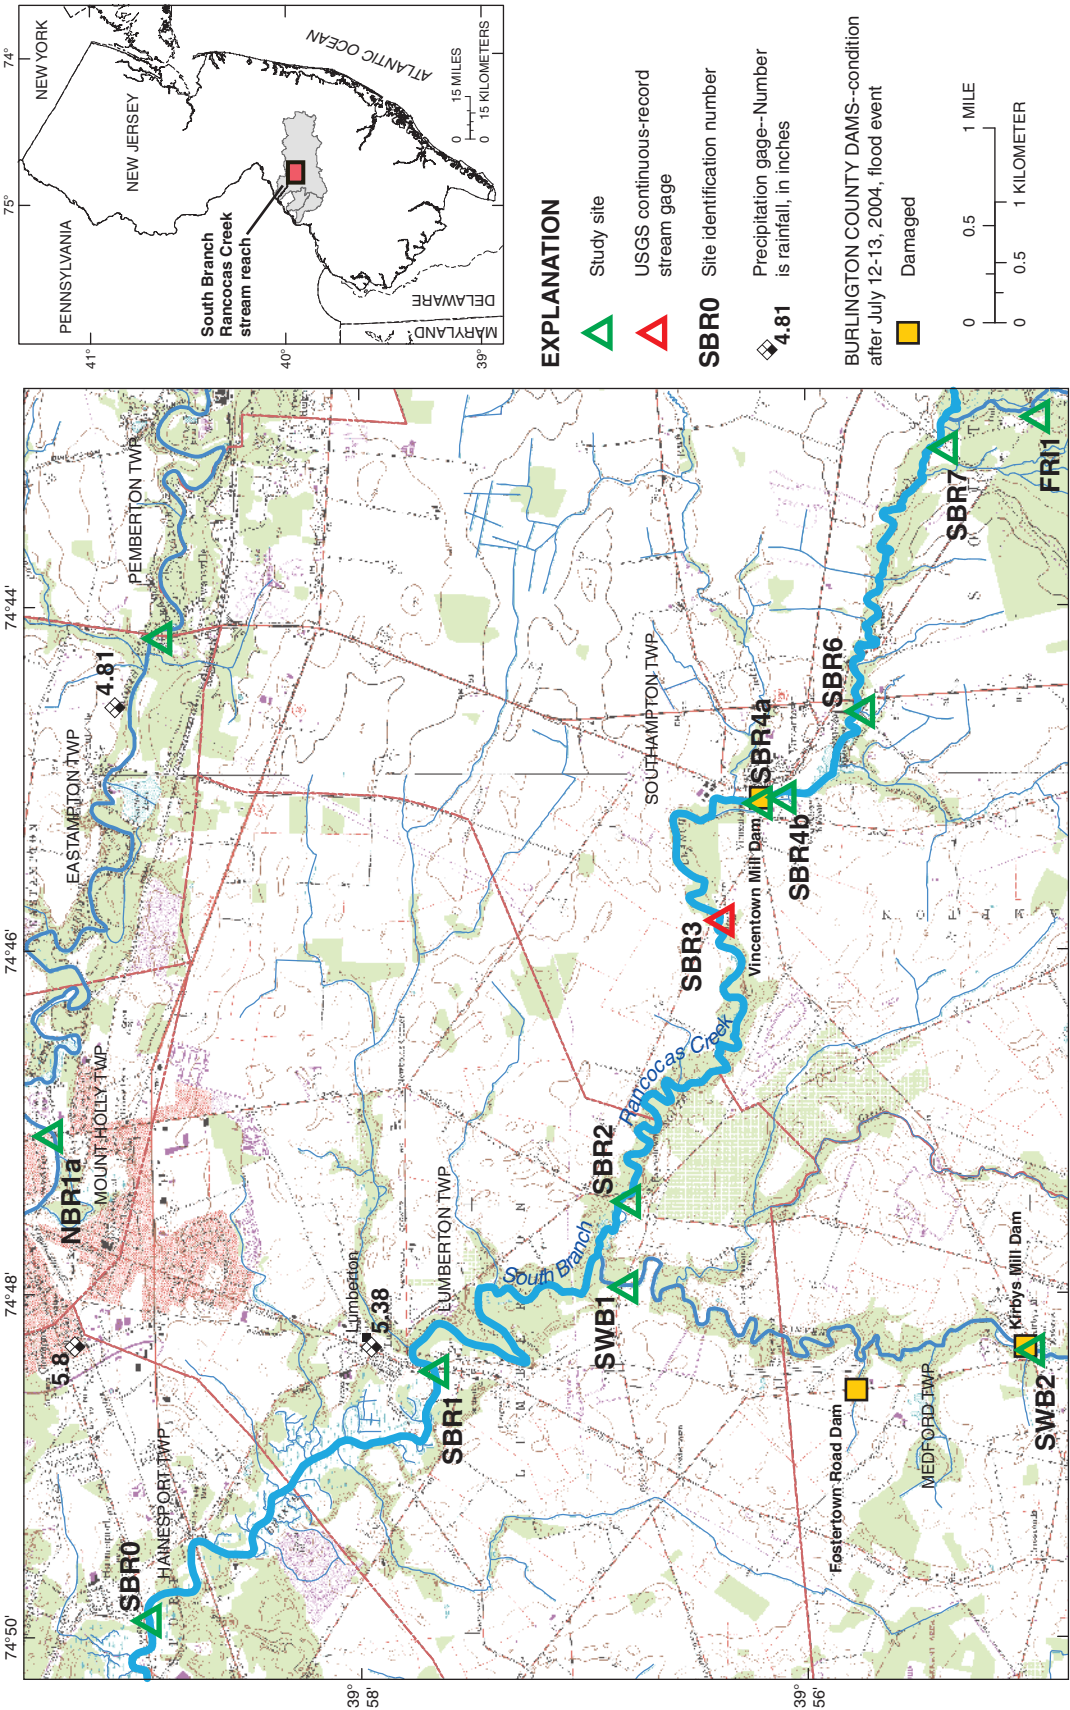 74°50'
74°48'
74°46'
74°44'
39°
58'
39°
56'
SBR0
HAINESPORT TWP
5.8
NBR1a
MOUNT HOLLY TWP
EASTAMPTON TWP
4.81
PEMBERTON TWP
Lumberton
5.38
SBR1
LUMBERTON TWP
South Branch
Rancocas Creek
SWB1
SBR2
SBR3
SOUTHAMPTON TWP
Vincentown Mill Dam
SBR4a
SBR4b
SBR6
SBR7
FRI1
Fostertown Road Dam
MEDFORD TWP
Kirbys Mill Dam
SWB2
75°
74°
41°
40°
39°
PENNSYLVANIA
NEW YORK
NEW JERSEY
South Branch
Rancocas Creek
stream reach
ATLANTIC OCEAN
MARYLAND
DELAWARE
0 15 MILES
0 15 KILOMETERS
EXPLANATION
Study site
USGS continuous-record
stream gage
SBR0 Site identification number
4.81 Precipitation gage--Number
is rainfall, in inches
BURLINGTON COUNTY DAMS--condition
after July 12-13, 2004, flood event
Damaged
0 0.5 1 MILE
0 0.5 1 KILOMETER